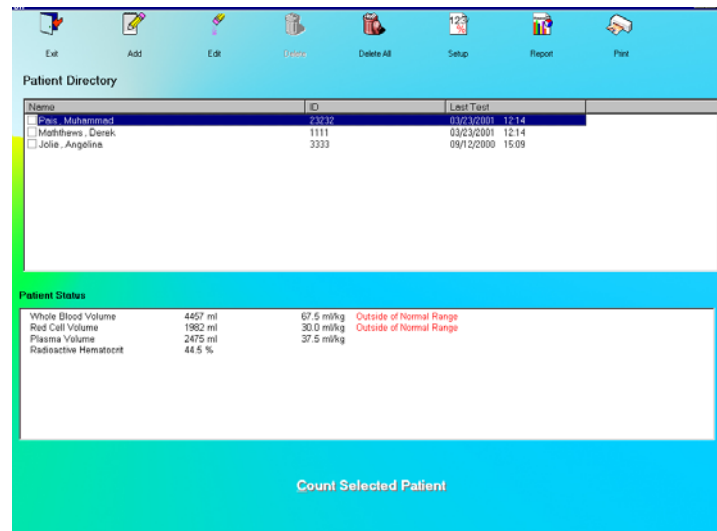 Exit Add Edit Delete Delete All Setup Report Print
Patient Directory
Name ID Last Test
Pais , Muhammad 23232 03/23/2001 12:14
Maththews , Derek 1111 03/23/2001 12:14
Jolie , Angelina 3333 09/12/2000 15:09
Patient Status
Whole Blood Volume 4457 ml 67.5 ml/kg Outside of Normal Range
Red Cell Volume 1982 ml 30.0 ml/kg Outside of Normal Range
Plasma Volume 2475 ml 37.5 ml/kg
Radioactive Hematocrit 44.5 %
Count Selected Patient